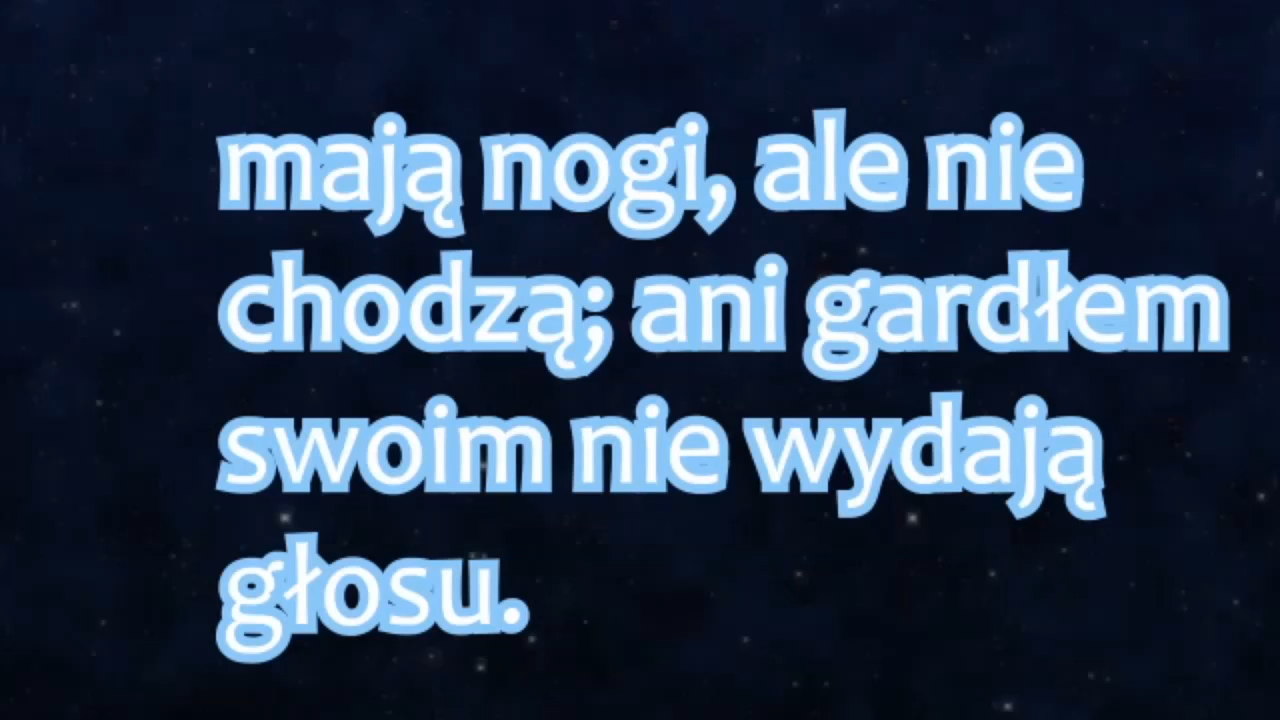 mają nogi, ale nie
chodzą; ani gardłem
swoim nie wydają
głosu.